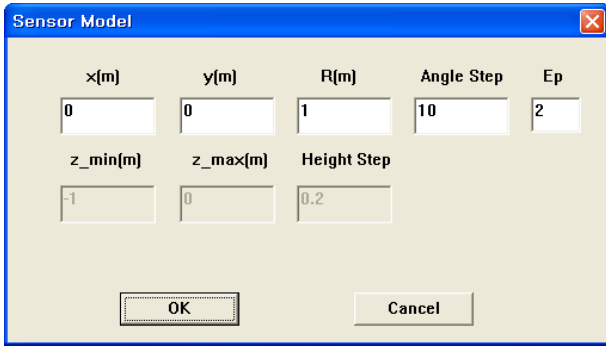 Sensor Model
x(m) y(m) R(m) Angle Step Ep
0 0 1 10 2
z_min(m) z_max(m) Height Step
-1 0 0.2
OK Cancel